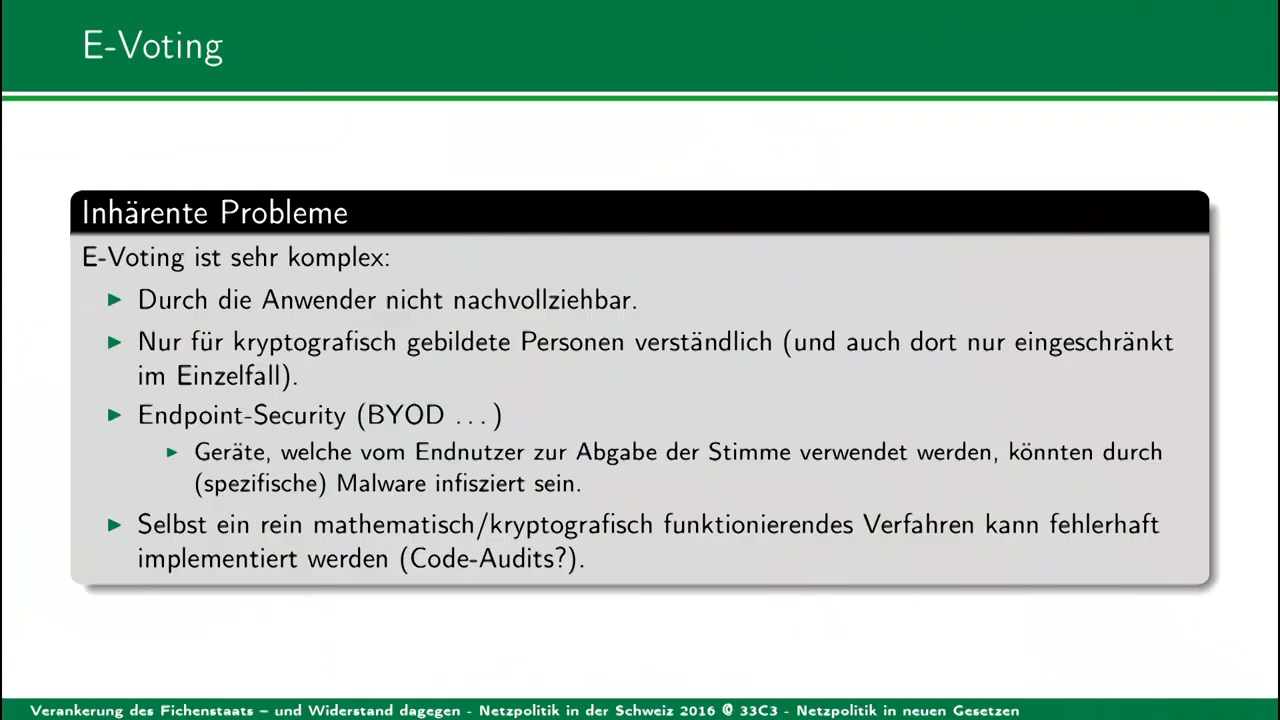 E-Voting
Inhärente Probleme
E-Voting ist sehr komplex:
Durch die Anwender nicht nachvollziehbar.
Nur für kryptografisch gebildete Personen verständlich (und auch dort nur eingeschränkt
im Einzelfall).
Endpoint-Security (BYOD ...)
Geräte, welche vom Endnutzer zur Abgabe der Stimme verwendet werden, könnten durch
(spezifische) Malware infisziert sein.
Selbst ein rein mathematisch/kryptografisch funktionierendes Verfahren kann fehlerhaft
implementiert werden (Code-Audits?).
Verankerung des Fichenstaats – und Widerstand dagegen - Netzpolitik in der Schweiz 2016 @ 33C3 - Netzpolitik in neuen Gesetzen